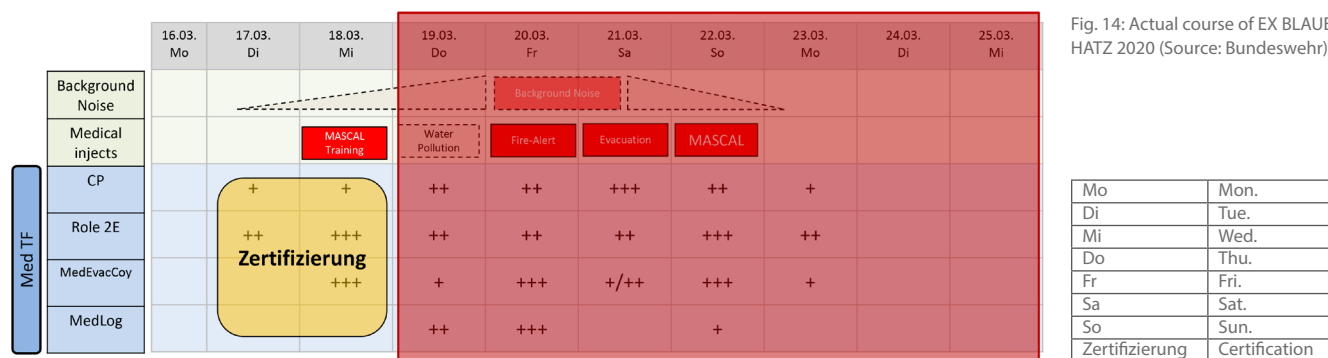 16.03. 17.03. 18.03. 19.03. 20.03. 21.03. 22.03. 23.03. 24.03. 25.03.
Mo Di Mi Do Fr Sa So Mo Di Mi
Background
Noise
Background Noise
Medical
injects
MASCAL
Training
Water
Pollution
Fire-Alert
Evacuation
MASCAL
Med TF
CP + + ++ ++ +++ ++ +
Role 2E ++ +++ ++ ++ ++ +++ ++
Zertifizierung
MedEvacCoy +++ + +++ +/++ +++ +
MedLog ++ +++ +
Fig. 14: Actual course of EX BLAUE
HATZ 2020 (Source: Bundeswehr)
Mo Mon.
Di Tue.
Mi Wed.
Do Thu.
Fr Fri.
Sa Sat.
So Sun.
Zertifizierung Certification